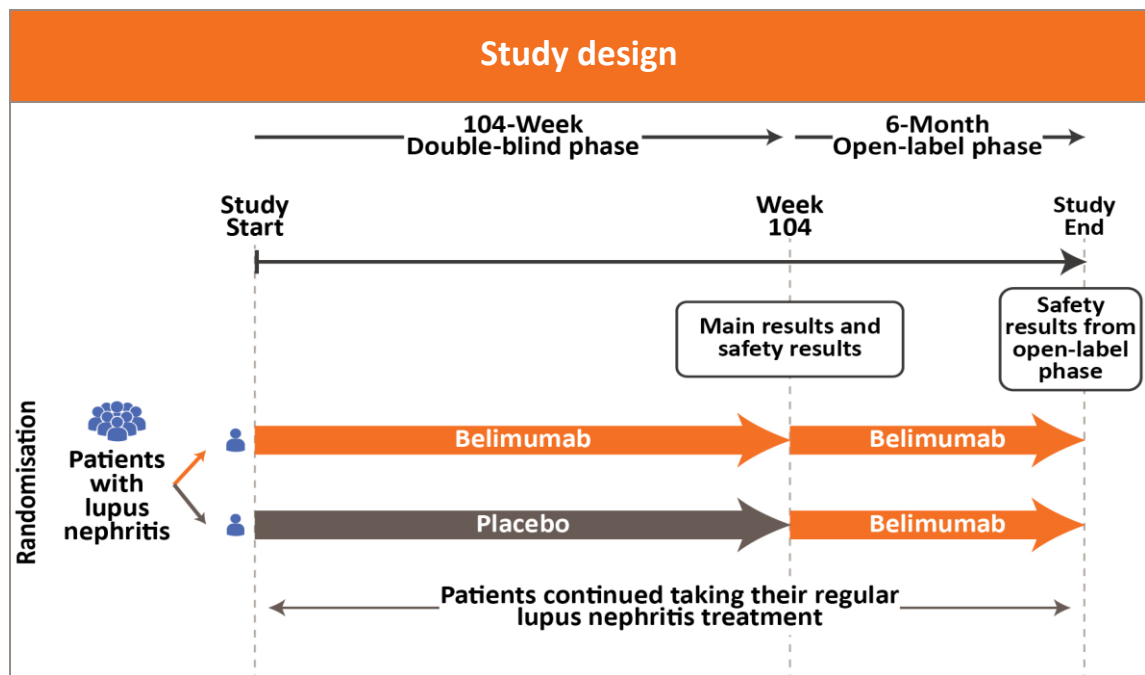 Study design
104-Week
Double-blind phase
6-Month
Open-label phase
Study
Start
Week
104
Study
End
Main results and
safety results
Safety
results from
open-label
phase
Randomisation
Patients
with
lupus
nephritis
Belimumab
Belimumab
Placebo
Belimumab
Patients continued taking their regular
lupus nephritis treatment